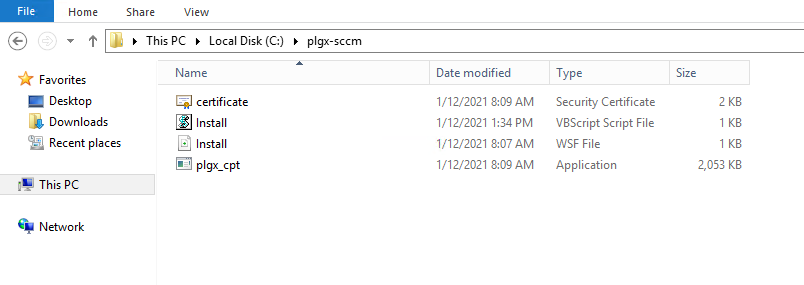 File Home Share View
This PC Local Disk (C:) plgx-sccm
Favorites
Desktop
Downloads
Recent places
This PC
Network
Name Date modified Type Size
certificate 1/12/2021 8:09 AM Security Certificate 2 KB
Install 1/12/2021 1:34 PM VBScript Script File 1 KB
Install 1/12/2021 8:07 AM WSF File 1 KB
plgx_cpt 1/12/2021 8:09 AM Application 2,053 KB